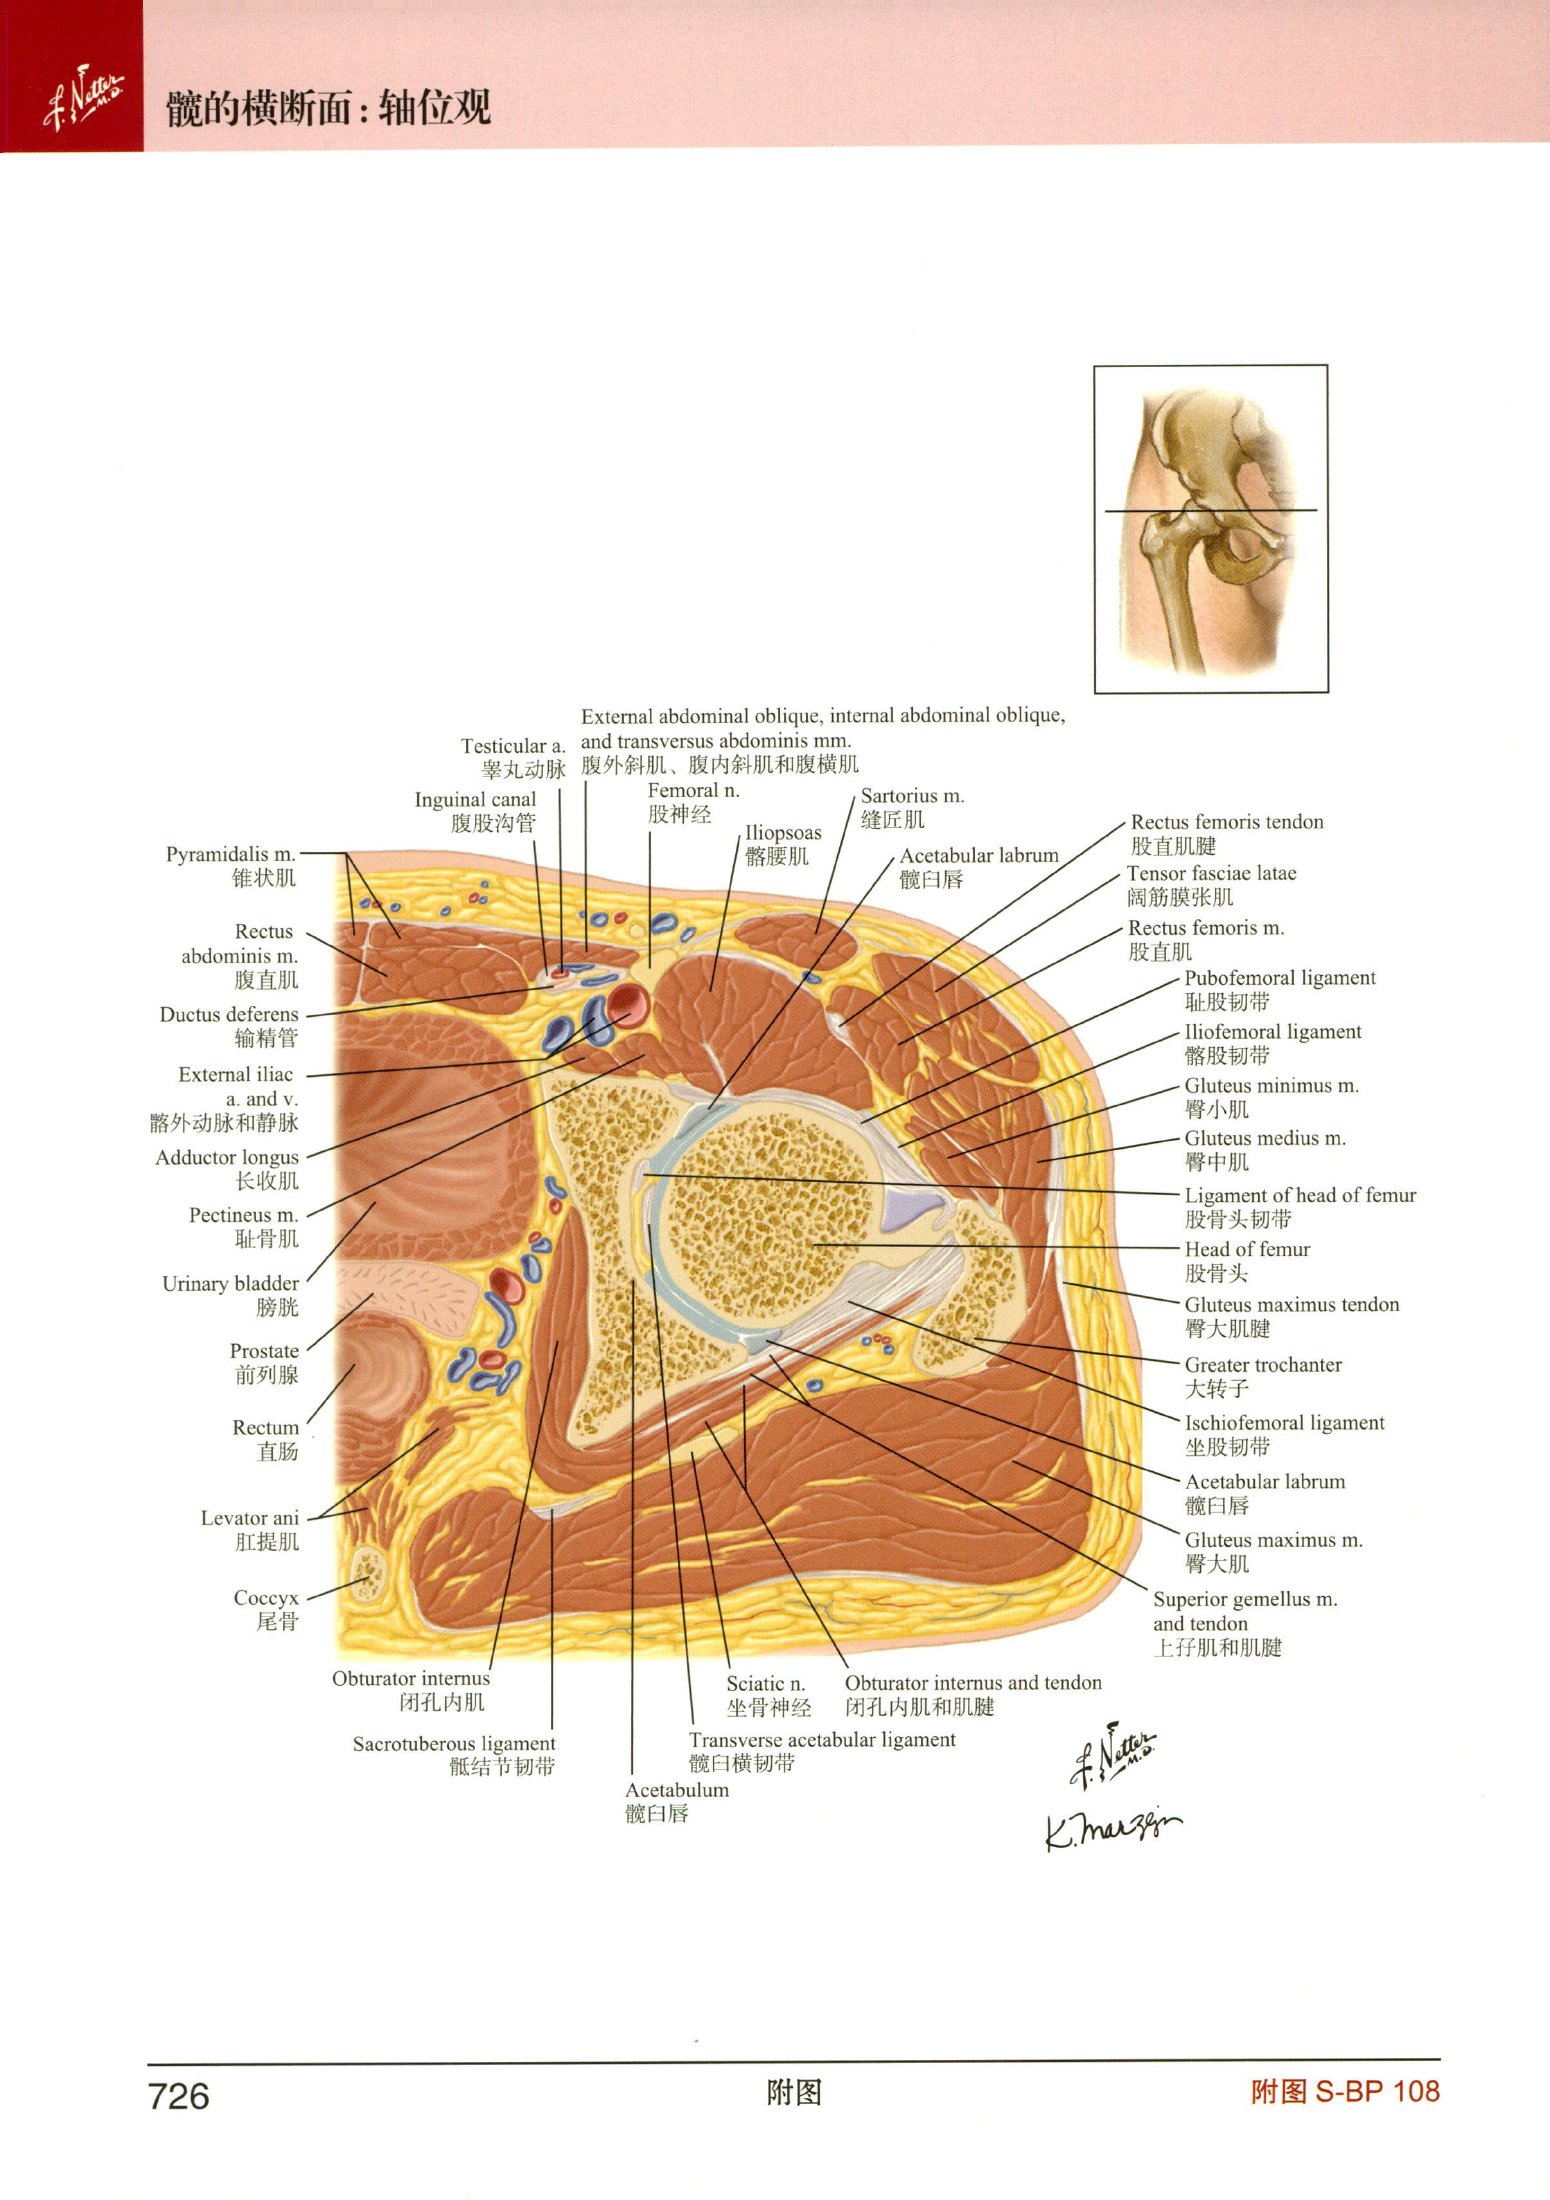 F. Netter M.D.
髋的横断面：轴位观
External abdominal oblique, internal abdominal oblique,
and transversus abdominis mm.
腹外斜肌、腹内斜肌和腹横肌
Testicular a.
睾丸动脉
Inguinal canal
腹股沟管
Femoral n.
股神经
Iliopsoas
髂腰肌
Sartorius m.
缝匠肌
Acetabular labrum
髋臼唇
Pyramidalis m.
锥状肌
Rectus
abdominis m.
腹直肌
Ductus deferens
输精管
External iliac
a. and v.
髂外动脉和静脉
Adductor longus
长收肌
Pectineus m.
耻骨肌
Urinary bladder
膀胱
Prostate
前列腺
Rectum
直肠
Levator ani
肛提肌
Coccyx
尾骨
Rectus femoris tendon
股直肌腱
Tensor fasciae latae
阔筋膜张肌
Rectus femoris m.
股直肌
Pubofemoral ligament
耻股韧带
Iliofemoral ligament
髂股韧带
Gluteus minimus m.
臀小肌
Gluteus medius m.
臀中肌
Ligament of head of femur
股骨头韧带
Head of femur
股骨头
Gluteus maximus tendon
臀大肌腱
Greater trochanter
大转子
Ischiofemoral ligament
坐股韧带
Acetabular labrum
髋臼唇
Gluteus maximus m.
臀大肌
Superior gemellus m.
and tendon
上孖肌和肌腱
Obturator internus
闭孔内肌
Sciatic n.
坐骨神经
Obturator internus and tendon
闭孔内肌和肌腱
Sacrotuberous ligament
骶结节韧带
Transverse acetabular ligament
髋臼横韧带
Acetabulum
髋臼唇
F. Netter M.D.
726
附图
附图 S-BP 108